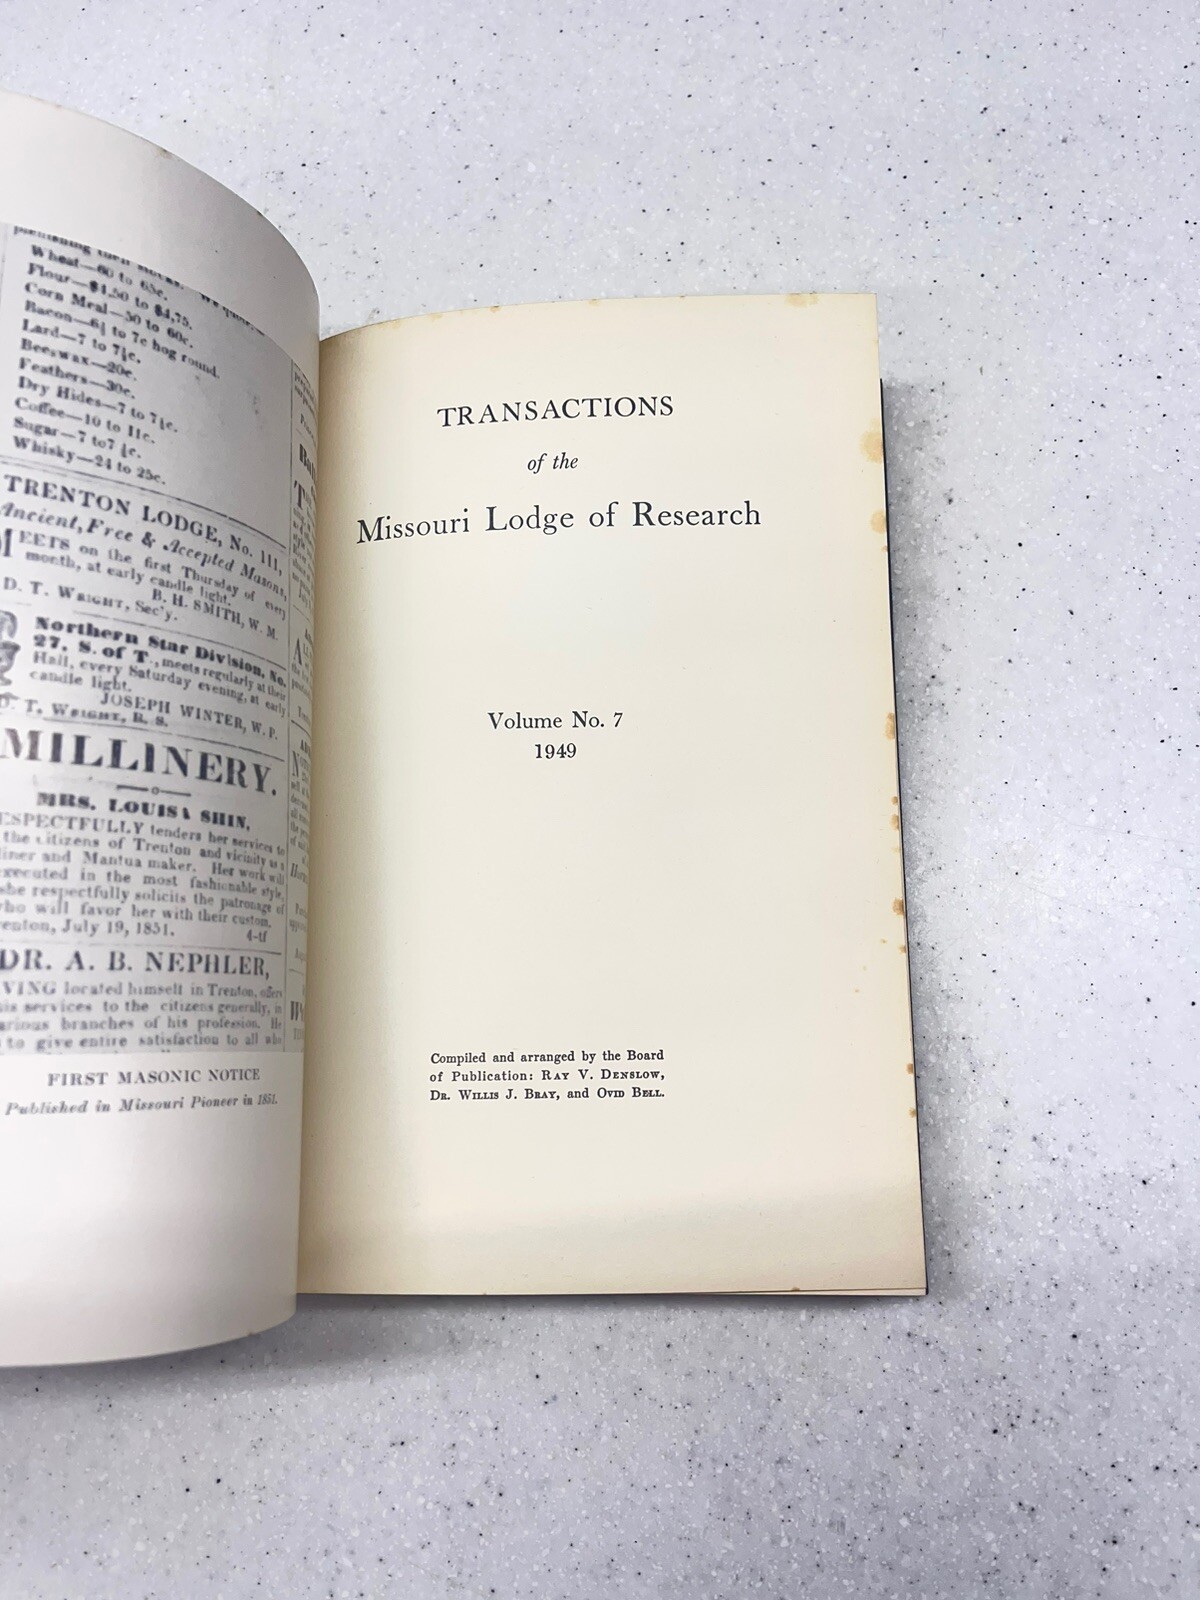 Wheat—60 to 65c.
Flour—$4,50 to $4,75.
Corn Meal—50 to 60c.
Bacon—6½ to 7c hog round.
Lard—7 to 7½c.
Beeswax—20c.
Feathers—30c.
Dry Hides—7 to 7½c.
Coffee—10 to 11c.
Sugar—7 to7 ½c.
Whisky—24 to 25c.
TRENTON LODGE, No. 111,
Ancient, Free & Accepted Masons,
MEETS on the first Thursday of every
month, at early candle light.
B. H. SMITH, W. M.
D. T. WRIGHT, Sec'y.
Northern Star Division, No.
27, S. of T., meets regularly at their
Hall, every Saturday evening, at early
candle light.
JOSEPH WINTER, W. P.
D. T. WRIGHT, R. S.
MILLINERY.
MRS. LOUISA SHIN,
ESPECTFULLY tenders her services to
the citizens of Trenton and vicinity as a
liner and Mantua maker. Her work will
executed in the most fashionable style,
she respectfully solicits the patronage of
who will favor her with their custom.
renton, July 19, 1851. 4-tf
DR. A. B. NEPHLER,
VING located himself in Trenton, offers
his services to the citizens generally, in
arious branches of his profession. He
to give entire satisfaction to all who
FIRST MASONIC NOTICE
Published in Missouri Pioneer in 1851.
TRANSACTIONS
of the
Missouri Lodge of Research
Volume No. 7
1949
Compiled and arranged by the Board
of Publication: RAY V. DENSLOW,
DR. WILLIS J. BRAY, and OVID BELL.